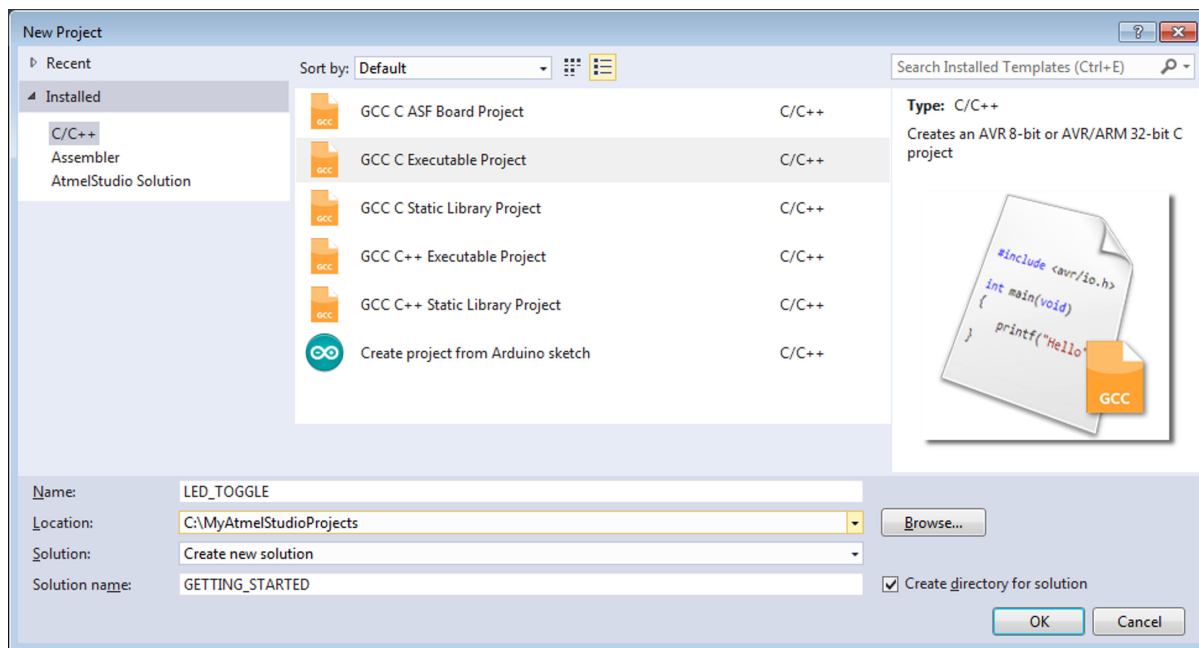 New Project
Recent
Installed
C/C++
Assembler
AtmelStudio Solution
Sort by: Default
GCC C ASF Board Project C/C++
GCC C Executable Project C/C++
GCC C Static Library Project C/C++
GCC C++ Executable Project C/C++
GCC C++ Static Library Project C/C++
Create project from Arduino sketch C/C++
Search Installed Templates (Ctrl+E)
Type: C/C++
Creates an AVR 8-bit or AVR/ARM 32-bit C
project
#include <avr/io.h>
int main(void)
{
printf("Hello"
}
GCC
Name: LED_TOGGLE
Location: C:\MyAtmelStudioProjects Browse...
Solution: Create new solution
Solution name: GETTING_STARTED Create directory for solution
OK Cancel